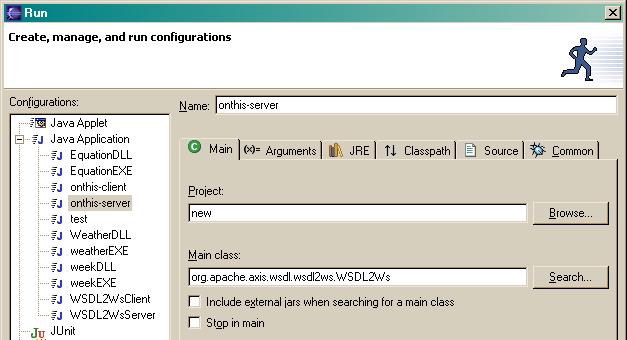 Run
Create, manage, and run configurations
Configurations:
Name: onthis-server
Java Applet
Java Application
EquationDLL
EquationEXE
onthis-client
onthis-server
test
WeatherDLL
weatherEXE
weekDLL
weekEXE
WSDL2WsClient
WSDL2WsServer
JUnit
Main (x)= Arguments JRE Classpath Source Common
Project:
new Browse...
Main class:
org.apache.axis.wsdl.wsdl2ws.WSDL2Ws Search...
Include external jars when searching for a main class
Stop in main